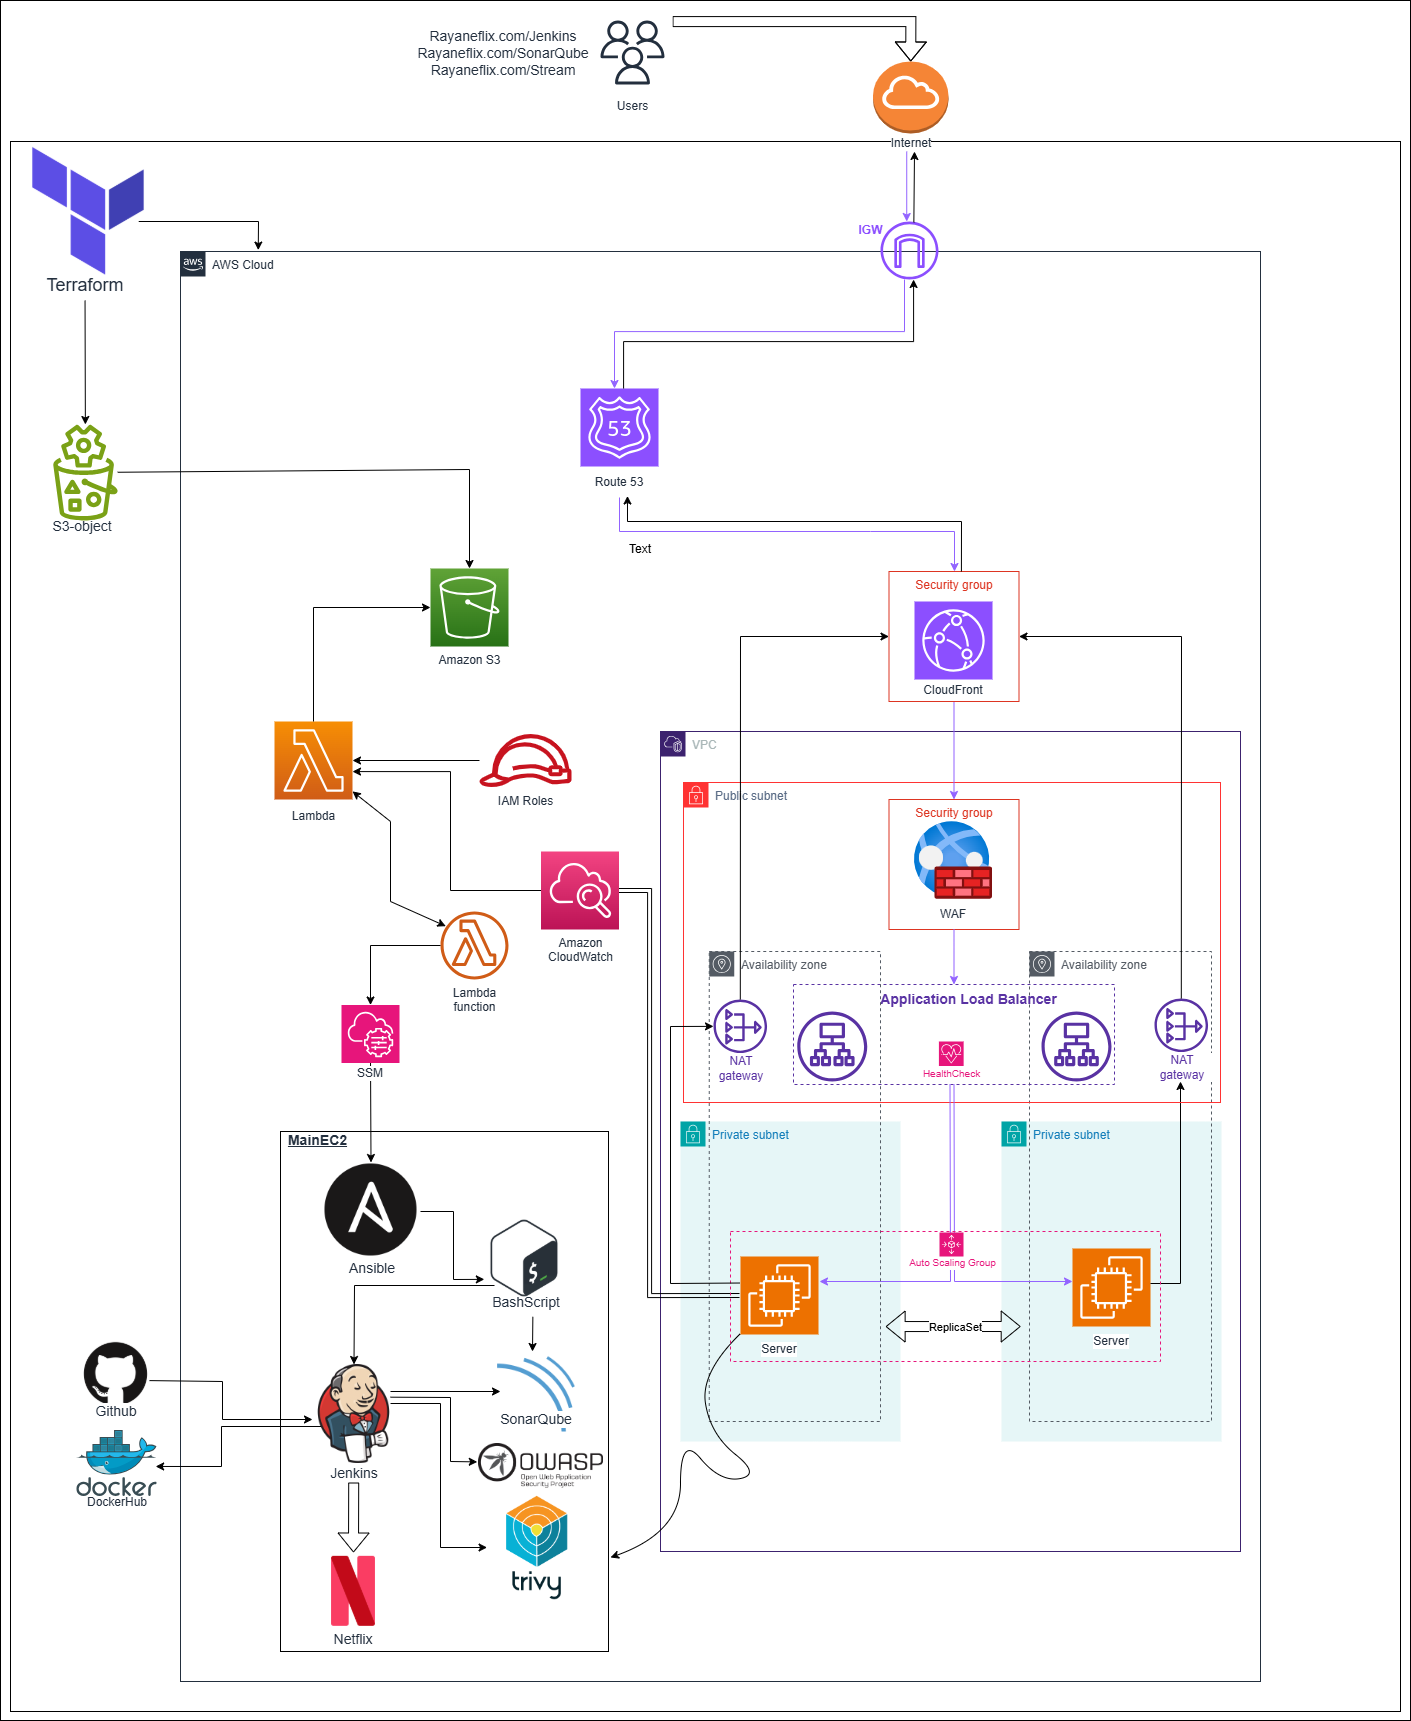 Rayaneflix.com/Jenkins
Rayaneflix.com/SonarQube
Rayaneflix.com/Stream
Users
Internet
Terraform
IGW
aws
AWS Cloud
53
Route 53
S3-object
Text
Security group
CloudFront
Amazon S3
VPC
Lambda
IAM Roles
Public subnet
Security group
WAF
Amazon
CloudWatch
Availability zone
Availability zone
Lambda
function
Application Load Balancer
NAT
gateway
HealthCheck
NAT
gateway
SSM
MainEC2
Private subnet
Private subnet
Ansible
BashScript
Auto Scaling Group
ReplicaSet
Server
Server
Github
SonarQube
docker
DockerHub
Jenkins
OWASP
Open Web Application
Security Project
trivy
Netflix